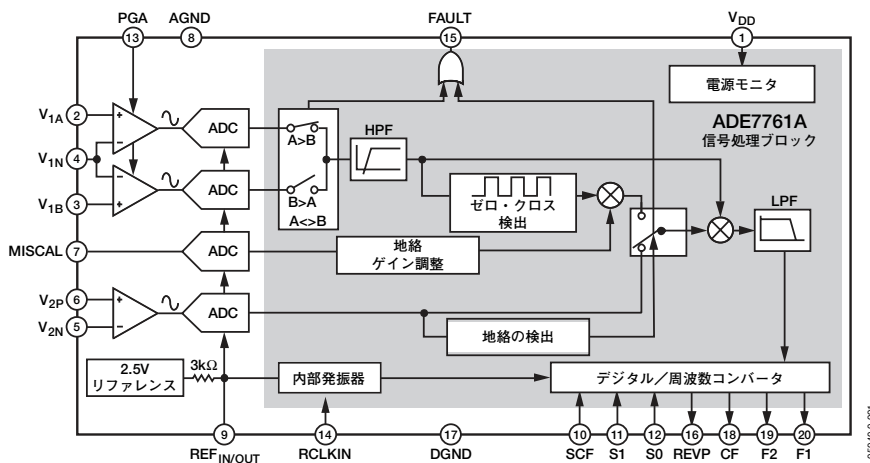 PGA AGND FAULT VDD
13 8 15 1
電源モニタ
ADE7761A
信号処理ブロック
V1A 2 + ADC
A>B
HPF
V1N 4 − −
V1B 3 + ADC
B>A
A<>B
ゼロ・クロス
検出
LPF
MISCAL 7 ADC
地絡
ゲイン調整
V2P 6 + ADC
V2N 5 −
地絡の検出
2.5V
リファレンス
3kΩ
内部発振器
デジタル/周波数コンバータ
9 14 17 10 11 12 16 18 19 20
REFIN/OUT RCLKIN DGND SCF S1 S0 REVP CF F2 F1